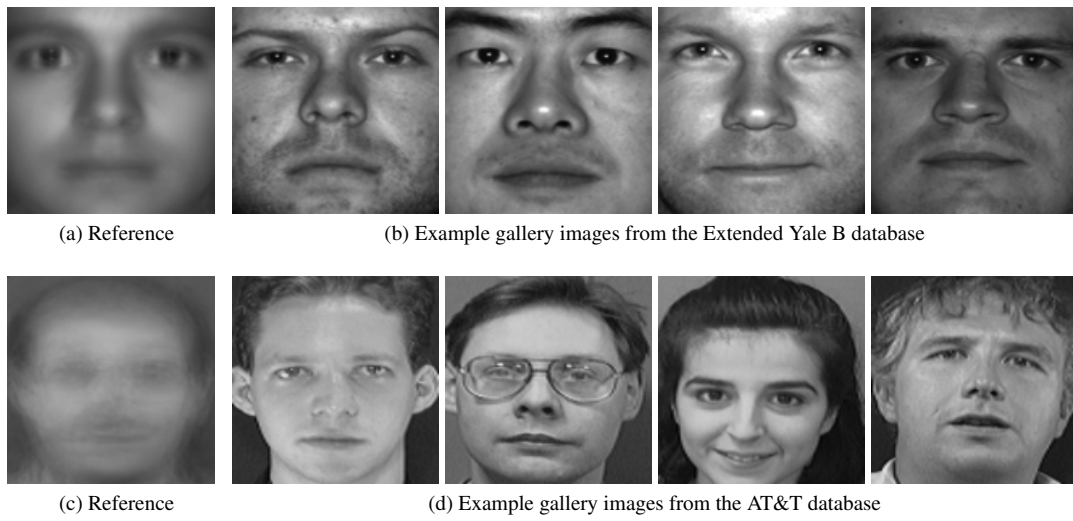 (a) Reference
(b) Example gallery images from the Extended Yale B database
(c) Reference
(d) Example gallery images from the AT&T database